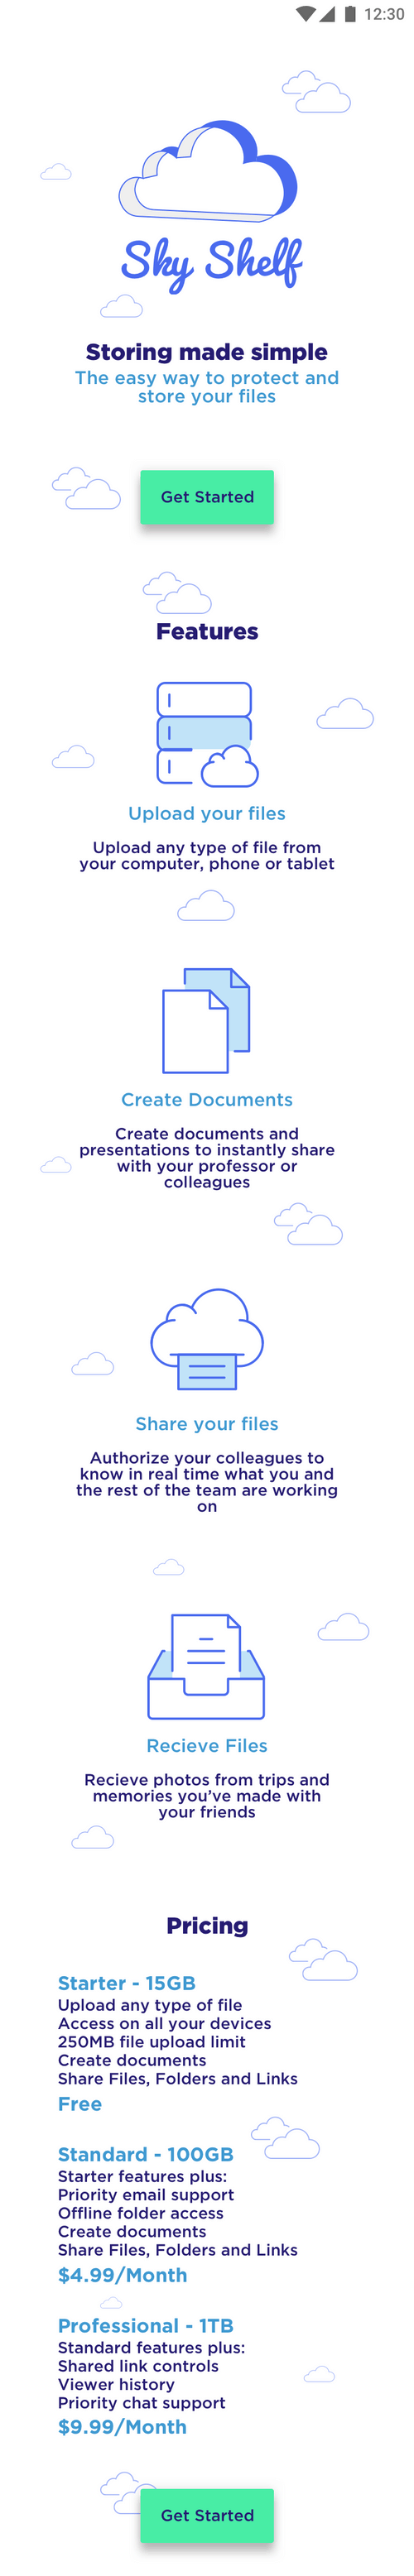 12:30
Sky Shelf
Storing made simple
The easy way to protect and
store your files
Get Started
Features
Upload your files
Upload any type of file from
your computer, phone or tablet
Create Documents
Create documents and
presentations to instantly share
with your professor or
colleagues
Share your files
Authorize your colleagues to
know in real time what you and
the rest of the team are working
on
Recieve Files
Recieve photos from trips and
memories you’ve made with
your friends
Pricing
Starter - 15GB
Upload any type of file
Access on all your devices
250MB file upload limit
Create documents
Share Files, Folders and Links
Free
Standard - 100GB
Starter features plus:
Priority email support
Offline folder access
Create documents
Share Files, Folders and Links
$4.99/Month
Professional - 1TB
Standard features plus:
Shared link controls
Viewer history
Priority chat support
$9.99/Month
Get Started